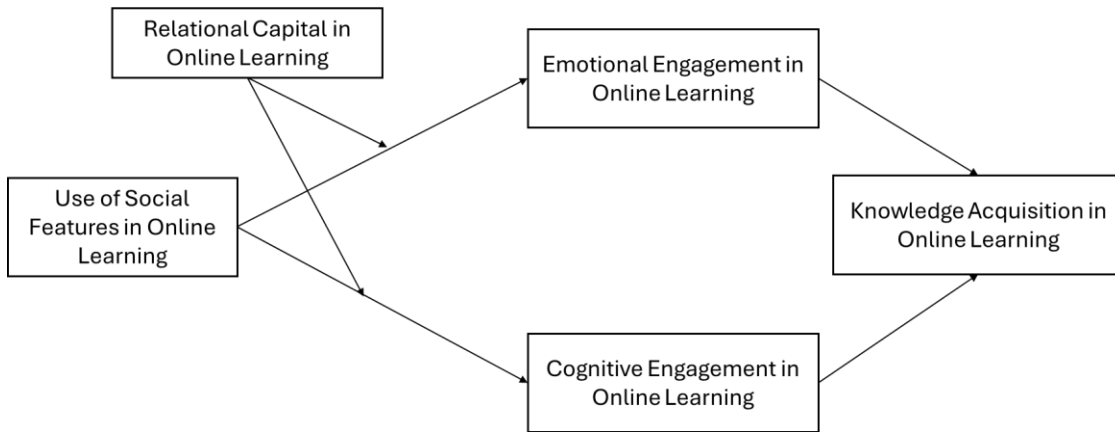 Relational Capital in
Online Learning
Emotional Engagement in
Online Learning
Use of Social
Features in Online
Learning
Knowledge Acquisition in
Online Learning
Cognitive Engagement in
Online Learning